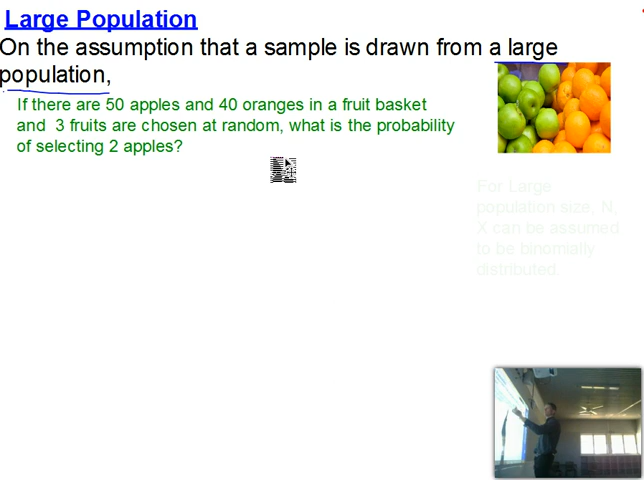 Large Population
On the assumption that a sample is drawn from a large
population,
If there are 50 apples and 40 oranges in a fruit basket
and 3 fruits are chosen at random, what is the probability
of selecting 2 apples?
For Large
population size, N,
X can be assumed
to be binomially
distributed.